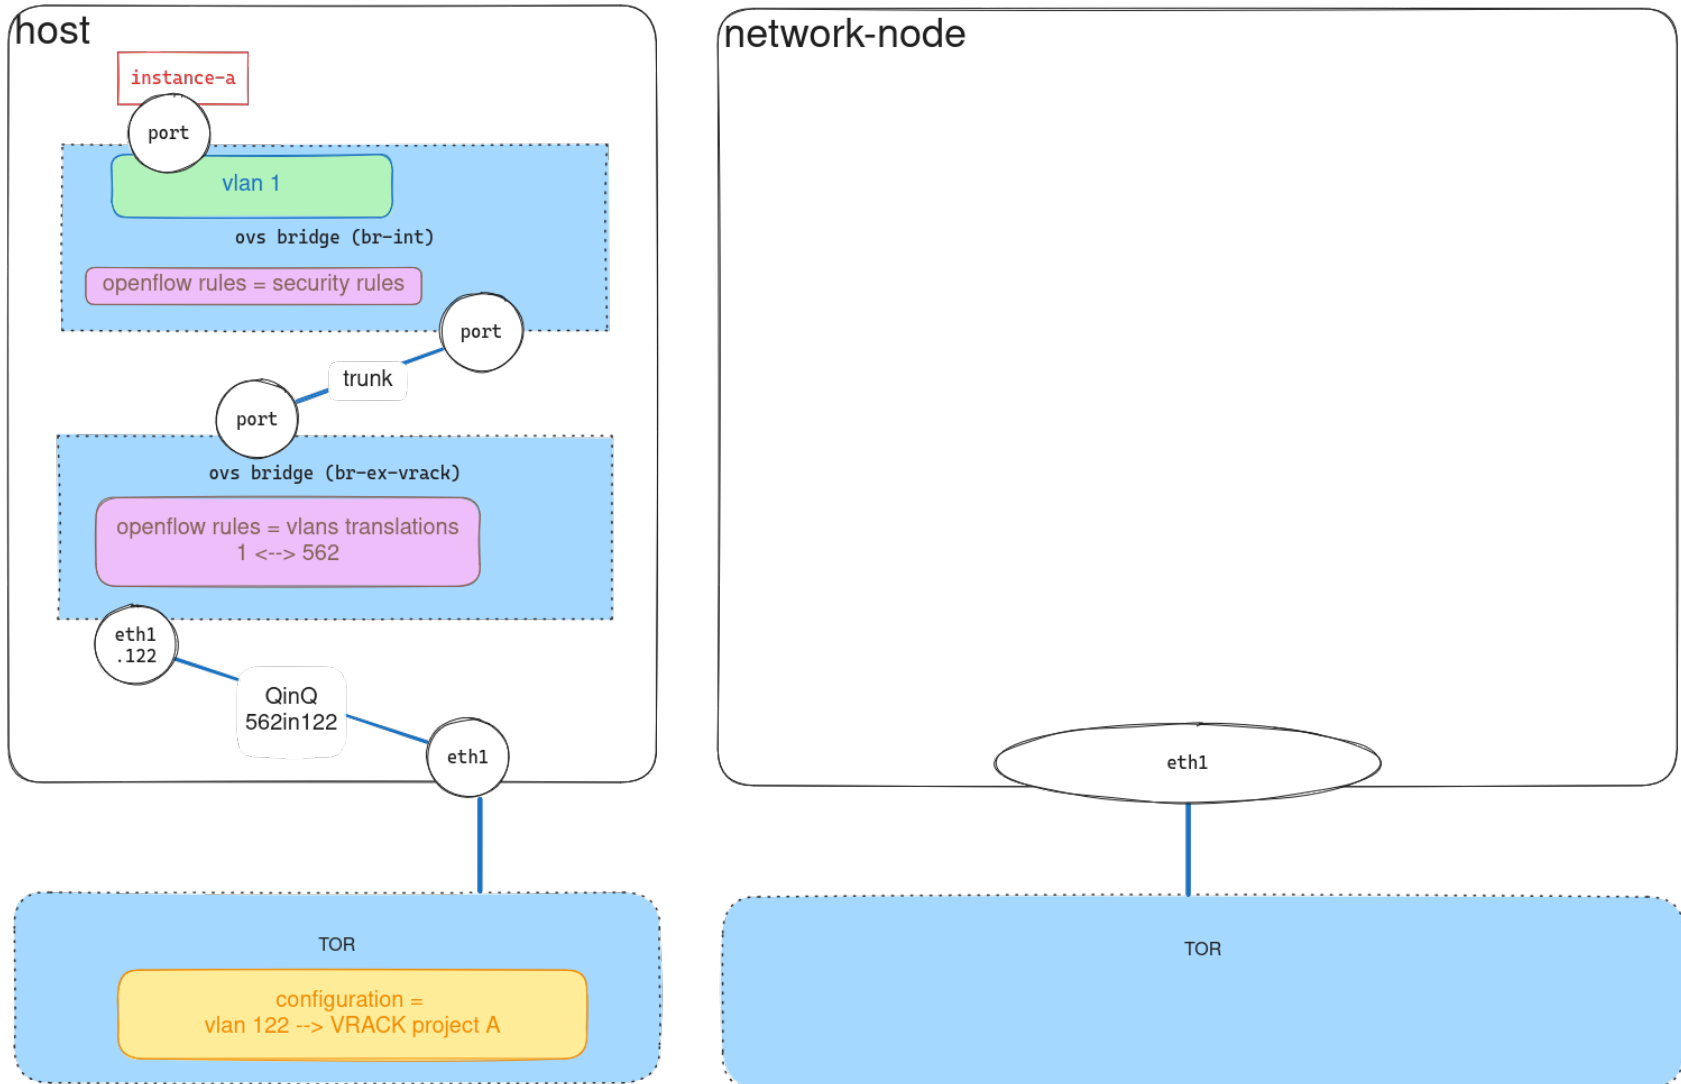 host
instance-a
port
vlan 1
ovs bridge (br-int)
openflow rules = security rules
port
trunk
port
ovs bridge (br-ex-vrack)
openflow rules = vlans translations
1 <--> 562
eth1
.122
QinQ
562in122
eth1
TOR
configuration =
vlan 122 --> VRACK project A
network-node
eth1
TOR